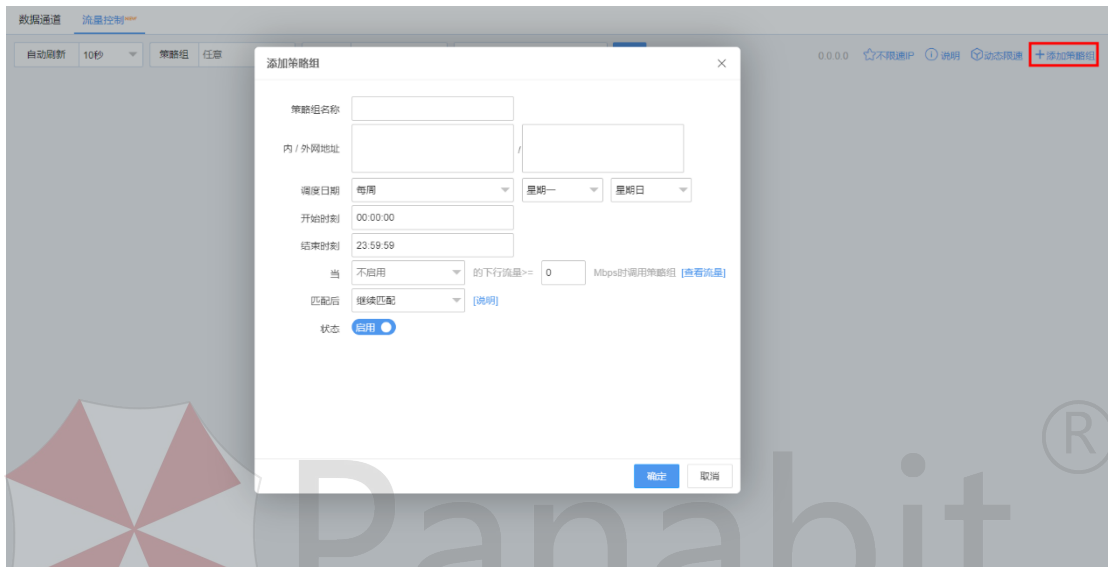 数据通道 流量控制
自动刷新 10秒 策略组 任意 0.0.0.0 不限速IP 说明 动态限速 +添加策略组
添加策略组
策略组名称
内 / 外网地址 /
调度日期 每周 星期一 星期日
开始时刻 00:00:00
结束时刻 23:59:59
当 不启用 的下行流量>= 0 Mbps时调用策略组 [查看流量]
匹配后 继续匹配 [说明]
状态 启用
确定 取消
Panabit ®